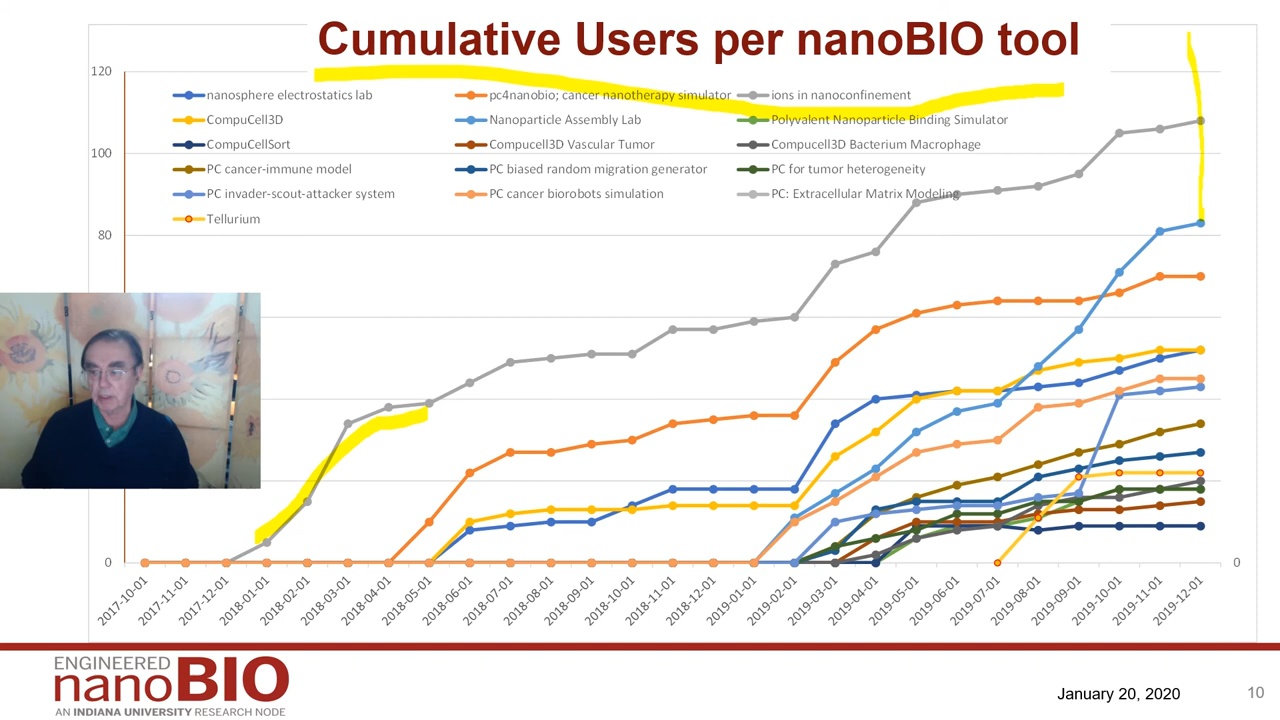 Cumulative Users per nanoBIO tool
120
nanosphere electrostatics lab
pc4nanobio; cancer nanotherapy simulator
ions in nanoconfinement
CompuCell3D
Nanoparticle Assembly Lab
Polyvalent Nanoparticle Binding Simulator
CompuCellSort
Compucell3D Vascular Tumor
Compucell3D Bacterium Macrophage
100
PC cancer-immune model
PC biased random migration generator
PC for tumor heterogeneity
PC invader-scout-attacker system
PC cancer biorobots simulation
PC: Extracellular Matrix Modeling
Tellurium
80
0
0
2017-10-01
2017-11-01
2017-12-01
2018-01-01
2018-02-01
2018-03-01
2018-04-01
2018-05-01
2018-06-01
2018-07-01
2018-08-01
2018-09-01
2018-10-01
2018-11-01
2018-12-01
2019-01-01
2019-02-01
2019-03-01
2019-04-01
2019-05-01
2019-06-01
2019-07-01
2019-08-01
2019-09-01
2019-10-01
2019-11-01
2019-12-01
ENGINEERED
nanoBIO
AN INDIANA UNIVERSITY RESEARCH NODE
January 20, 2020
10